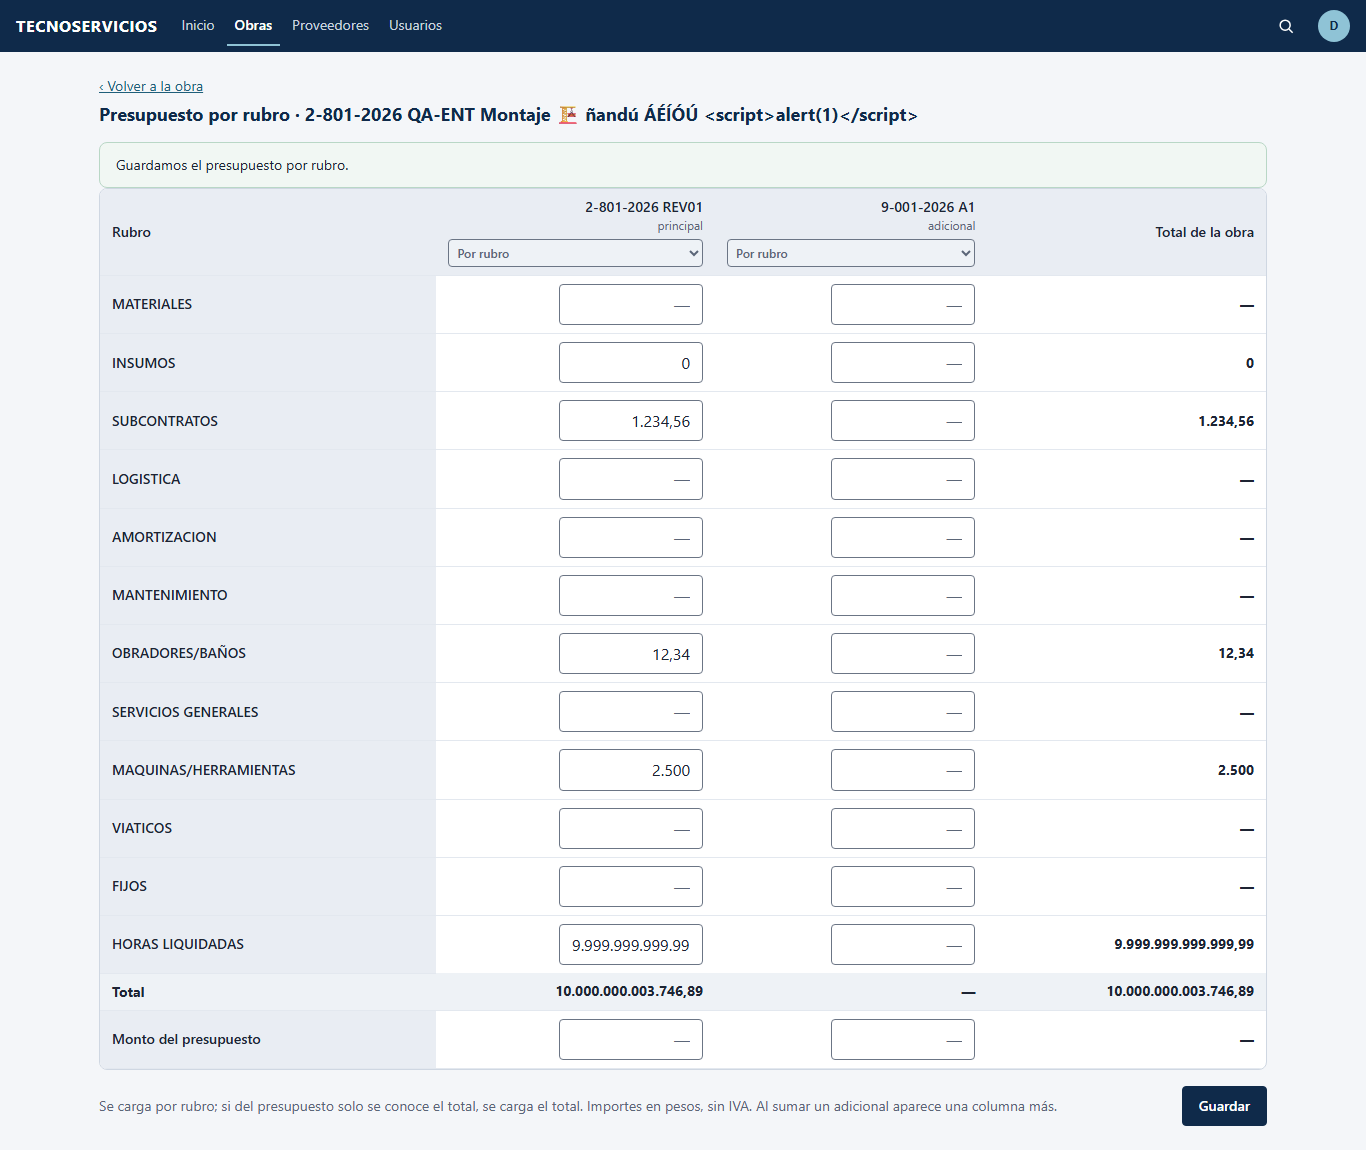 TECNOSERVICIOS Inicio Obras Proveedores Usuarios D
‹ Volver a la obra
Presupuesto por rubro · 2-801-2026 QA-ENT Montaje 🏗️ ñandú ÁÉÍÓÚ <script>alert(1)</script>
Guardamos el presupuesto por rubro.
Rubro 2-801-2026 REV01 principal Por rubro 9-001-2026 A1 adicional Por rubro Total de la obra
MATERIALES — — —
INSUMOS 0 — 0
SUBCONTRATOS 1.234,56 — 1.234,56
LOGISTICA — — —
AMORTIZACION — — —
MANTENIMIENTO — — —
OBRADORES/BAÑOS 12,34 — 12,34
SERVICIOS GENERALES — — —
MAQUINAS/HERRAMIENTAS 2.500 — 2.500
VIATICOS — — —
FIJOS — — —
HORAS LIQUIDADAS 9.999.999.999.99 — 9.999.999.999.999,99
Total 10.000.000.003.746,89 — 10.000.000.003.746,89
Monto del presupuesto — — —
Se carga por rubro; si del presupuesto solo se conoce el total, se carga el total. Importes en pesos, sin IVA. Al sumar un adicional aparece una columna más. Guardar